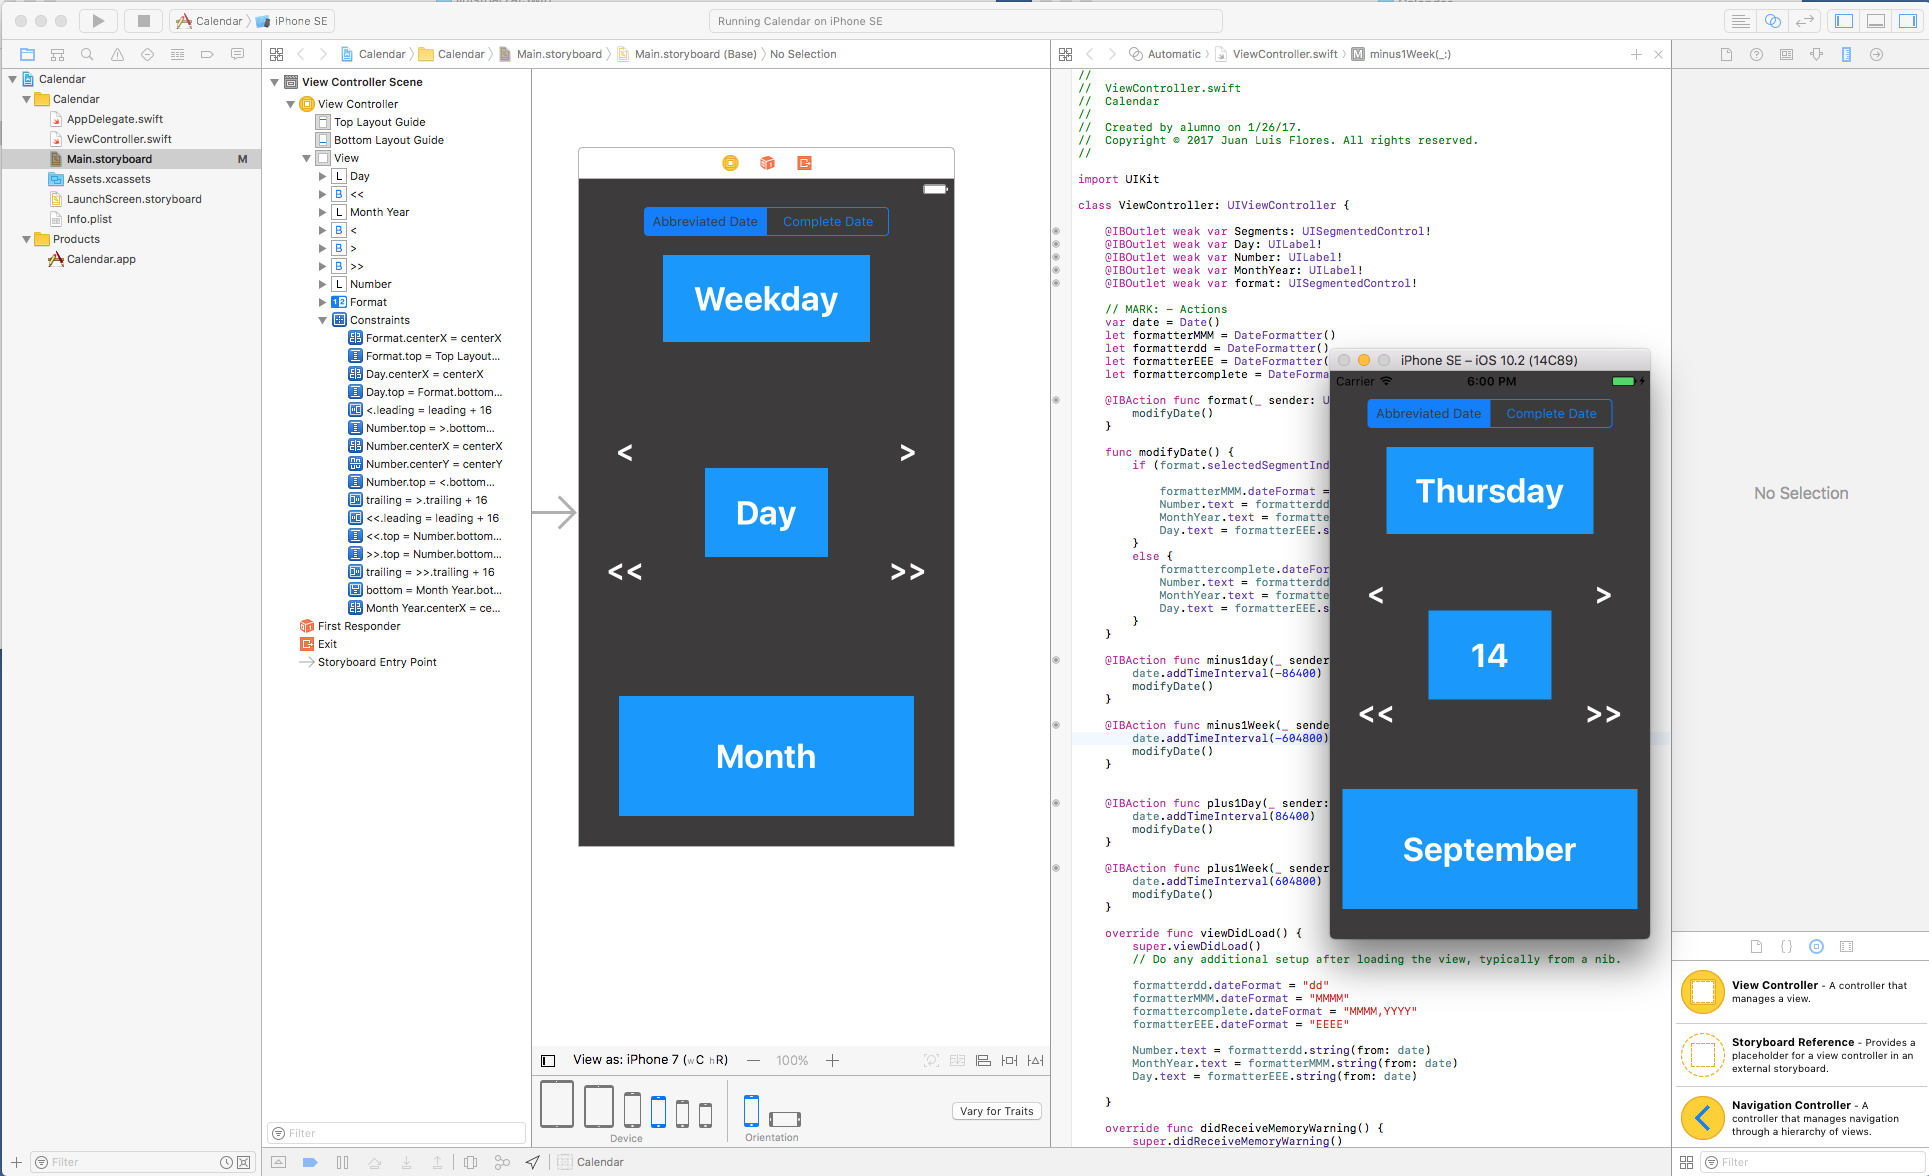 Calendar
iPhone SE
Running Calendar on iPhone SE
Calendar
Calendar
Main.storyboard
Main.storyboard (Base)
No Selection
Automatic
ViewController.swift
minus1Week(_:)
Calendar
Calendar
AppDelegate.swift
ViewController.swift
Main.storyboard M
Assets.xcassets
LaunchScreen.storyboard
Info.plist
Products
Calendar.app
Filter
View Controller Scene
View Controller
Top Layout Guide
Bottom Layout Guide
View
L Day
B <<
L Month Year
B <
B >
B >>
L Number
Format
Constraints
Format.centerX = centerX
Format.top = Top Layout...
Day.centerX = centerX
Day.top = Format.bottom...
<.leading = leading + 16
Number.top = >.bottom...
Number.centerX = centerX
Number.centerY = centerY
Number.top = <.bottom...
trailing = >.trailing + 16
<<.leading = leading + 16
<<.top = Number.bottom...
>>.top = Number.bottom...
trailing = >>.trailing + 16
bottom = Month Year.bot...
Month Year.centerX = ce...
First Responder
Exit
Storyboard Entry Point
Filter
Abbreviated Date Complete Date
Weekday
< >
Day
<< >>
Month
View as: iPhone 7 (wC hR) — 100% +
Device
Orientation
Vary for Traits
Calendar
//
// ViewController.swift
// Calendar
//
// Created by alumno on 1/26/17.
// Copyright © 2017 Juan Luis Flores. All rights reserved.
//
import UIKit
class ViewController: UIViewController {
@IBOutlet weak var Segments: UISegmentedControl!
@IBOutlet weak var Day: UILabel!
@IBOutlet weak var Number: UILabel!
@IBOutlet weak var MonthYear: UILabel!
@IBOutlet weak var format: UISegmentedControl!
// MARK: - Actions
var date = Date()
let formatterMMM = DateFormatter()
let formatterdd = DateFormatter()
let formatterEEE = DateFormatter(
let formattercomplete = DateForma
@IBAction func format(_ sender: U
modifyDate()
}
func modifyDate() {
if (format.selectedSegmentInd
formatterMMM.dateFormat =
Number.text = formatterdd
MonthYear.text = formatte
Day.text = formatterEEE.s
}
else {
formattercomplete.dateFor
Number.text = formatterdd
MonthYear.text = formatte
Day.text = formatterEEE.s
}
}
@IBAction func minus1day(_ sender
date.addTimeInterval(-86400)
modifyDate()
}
@IBAction func minus1Week(_ sende
date.addTimeInterval(-604800)
modifyDate()
}
@IBAction func plus1Day(_ sender:
date.addTimeInterval(86400)
modifyDate()
}
@IBAction func plus1Week(_ sender
date.addTimeInterval(604800)
modifyDate()
}
override func viewDidLoad() {
super.viewDidLoad()
// Do any additional setup after loading the view, typically from a nib.
formatterdd.dateFormat = "dd"
formatterMMM.dateFormat = "MMMM"
formattercomplete.dateFormat = "MMMM,YYYY"
formatterEEE.dateFormat = "EEEE"
Number.text = formatterdd.string(from: date)
MonthYear.text = formatterMMM.string(from: date)
Day.text = formatterEEE.string(from: date)
}
override func didReceiveMemoryWarning() {
super.didReceiveMemoryWarning()
iPhone SE – iOS 10.2 (14C89)
Carrier 6:00 PM
Abbreviated Date Complete Date
Thursday
< >
14
<< >>
September
No Selection
View Controller - A controller that
manages a view.
Storyboard Reference - Provides a
placeholder for a view controller in an
external storyboard.
Navigation Controller - A
controller that manages navigation
through a hierarchy of views.
Filter